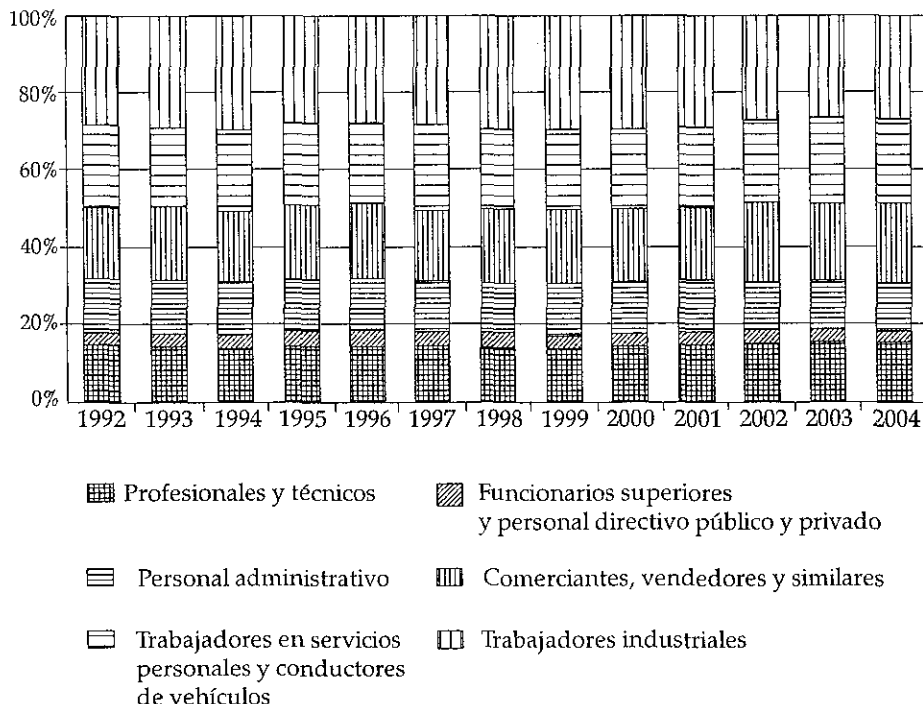 100%
80%
60%
40%
20%
0%
1992 1993 1994 1995 1996 1997 1998 1999 2000 2001 2002 2003 2004
Profesionales y técnicos
Funcionarios superiores
y personal directivo público y privado
Personal administrativo
Comerciantes, vendedores y similares
Trabajadores en servicios
personales y conductores
de vehículos
Trabajadores industriales